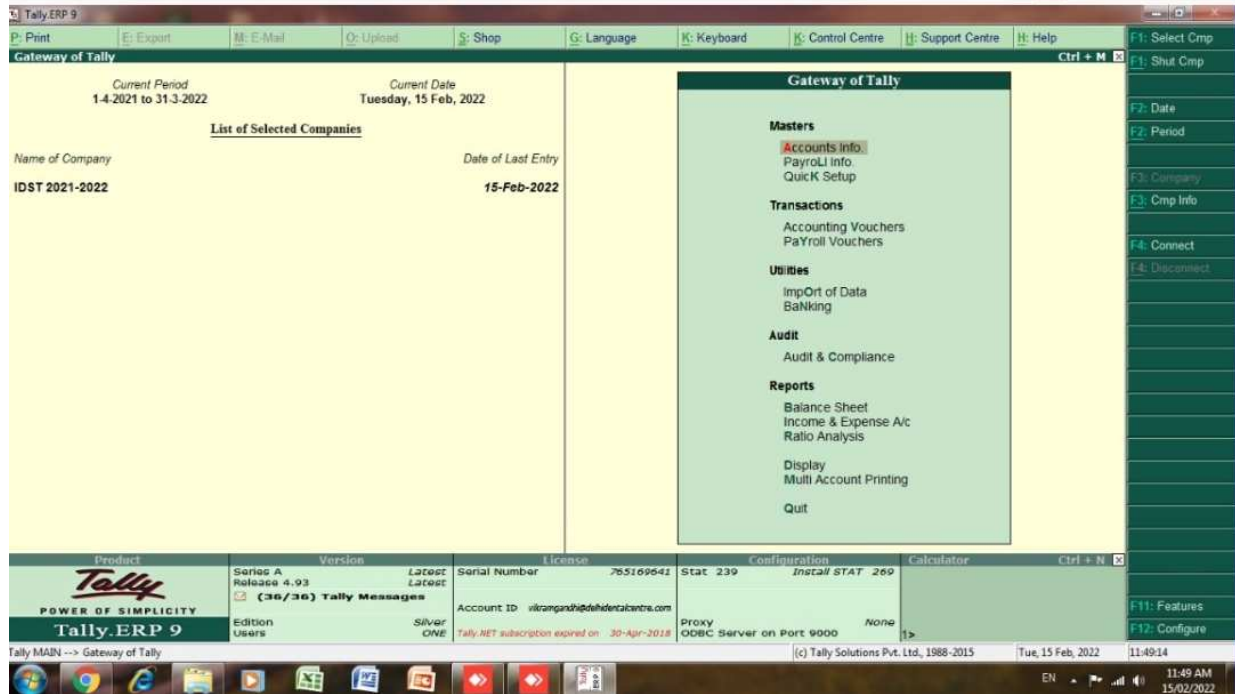 Tally.ERP 9
P: Print E: Export M: E-Mail O: Upload S: Shop G: Language K: Keyboard K: Control Centre H: Support Centre H: Help
Gateway of Tally Ctrl + M
Current Period Current Date
1-4-2021 to 31-3-2022 Tuesday, 15 Feb, 2022
List of Selected Companies
Name of Company Date of Last Entry
IDST 2021-2022 15-Feb-2022
Gateway of Tally
Masters
Accounts Info.
PayroLl Info.
QuicK Setup
Transactions
Accounting Vouchers
PaYroll Vouchers
Utilities
ImpOrt of Data
BaNking
Audit
Audit & Compliance
Reports
Balance Sheet
Income & Expense A/c
Ratio Analysis
Display
Multi Account Printing
Quit
F1: Select Cmp
F1: Shut Cmp
F2: Date
F2: Period
F3: Company
F3: Cmp Info
F4: Connect
F4: Disconnect
F11: Features
F12: Configure
Product Version License Configuration Calculator Ctrl + N
Tally
POWER OF SIMPLICITY
Tally.ERP 9
Series A Latest
Release 4.93 Latest
(36/36) Tally Messages
Edition Silver
Users ONE
Serial Number 765169641
Account ID vikramgandhi@delhidentalcentre.com
Tally.NET subscription expired on 30-Apr-2018
Stat 239 Install STAT 269
Proxy None
ODBC Server on Port 9000
1>
Tally MAIN --> Gateway of Tally (c) Tally Solutions Pvt. Ltd., 1988-2015 Tue, 15 Feb, 2022 11:49:14
EN 11:49 AM
15/02/2022